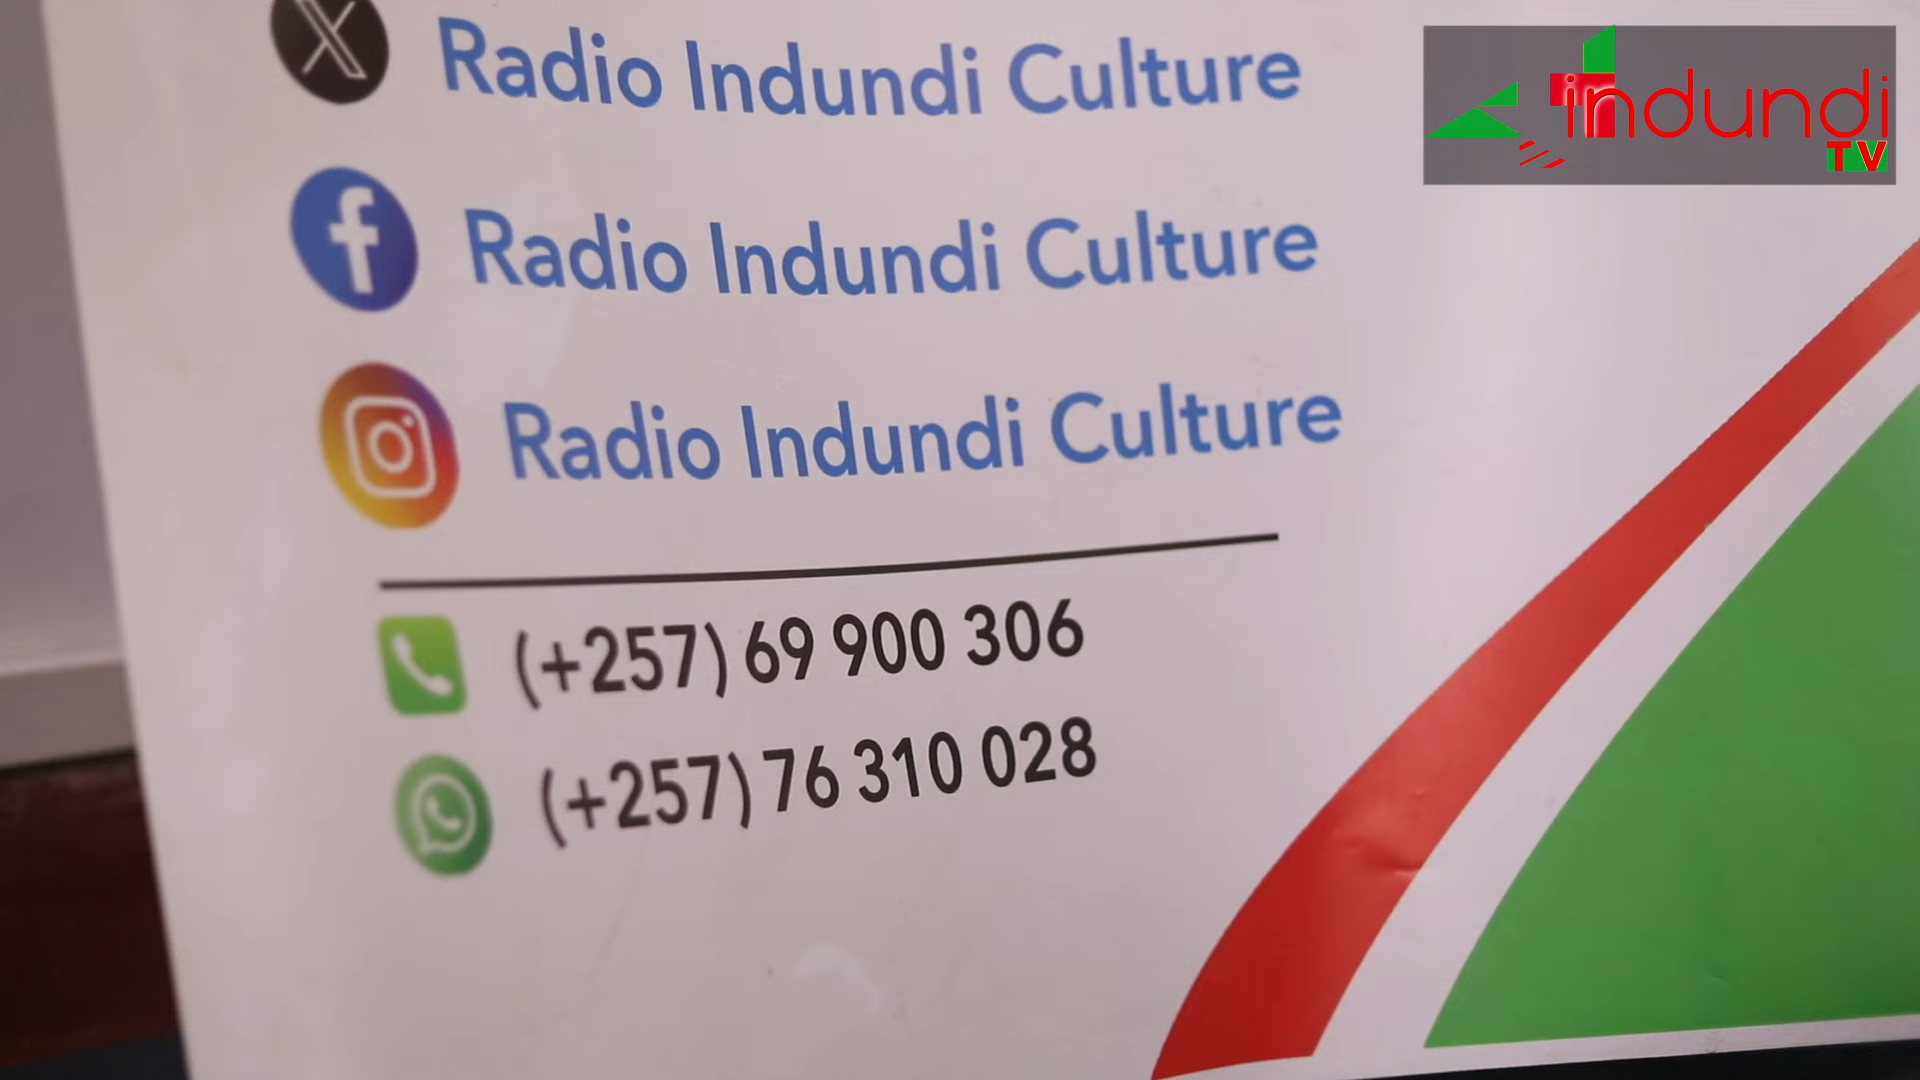 Radio Indundi Culture
Radio Indundi Culture
Radio Indundi Culture
(+257) 69 900 306
(+257) 76 310 028
indundi
TV